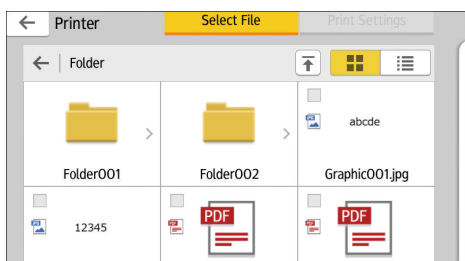 Printer
Select File
Print Settings
Folder
abcde
Folder001
Folder002
Graphic001.jpg
12345
PDF
PDF